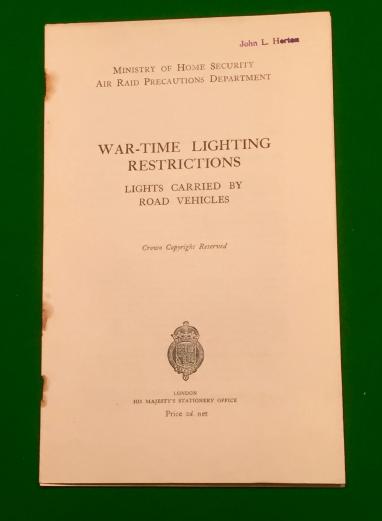 John L. Horton
MINISTRY OF HOME SECURITY
AIR RAID PRECAUTIONS DEPARTMENT
WAR-TIME LIGHTING
RESTRICTIONS
LIGHTS CARRIED BY
ROAD VEHICLES
Crown Copyright Reserved
LONDON
HIS MAJESTY'S STATIONERY OFFICE
Price 2d. net